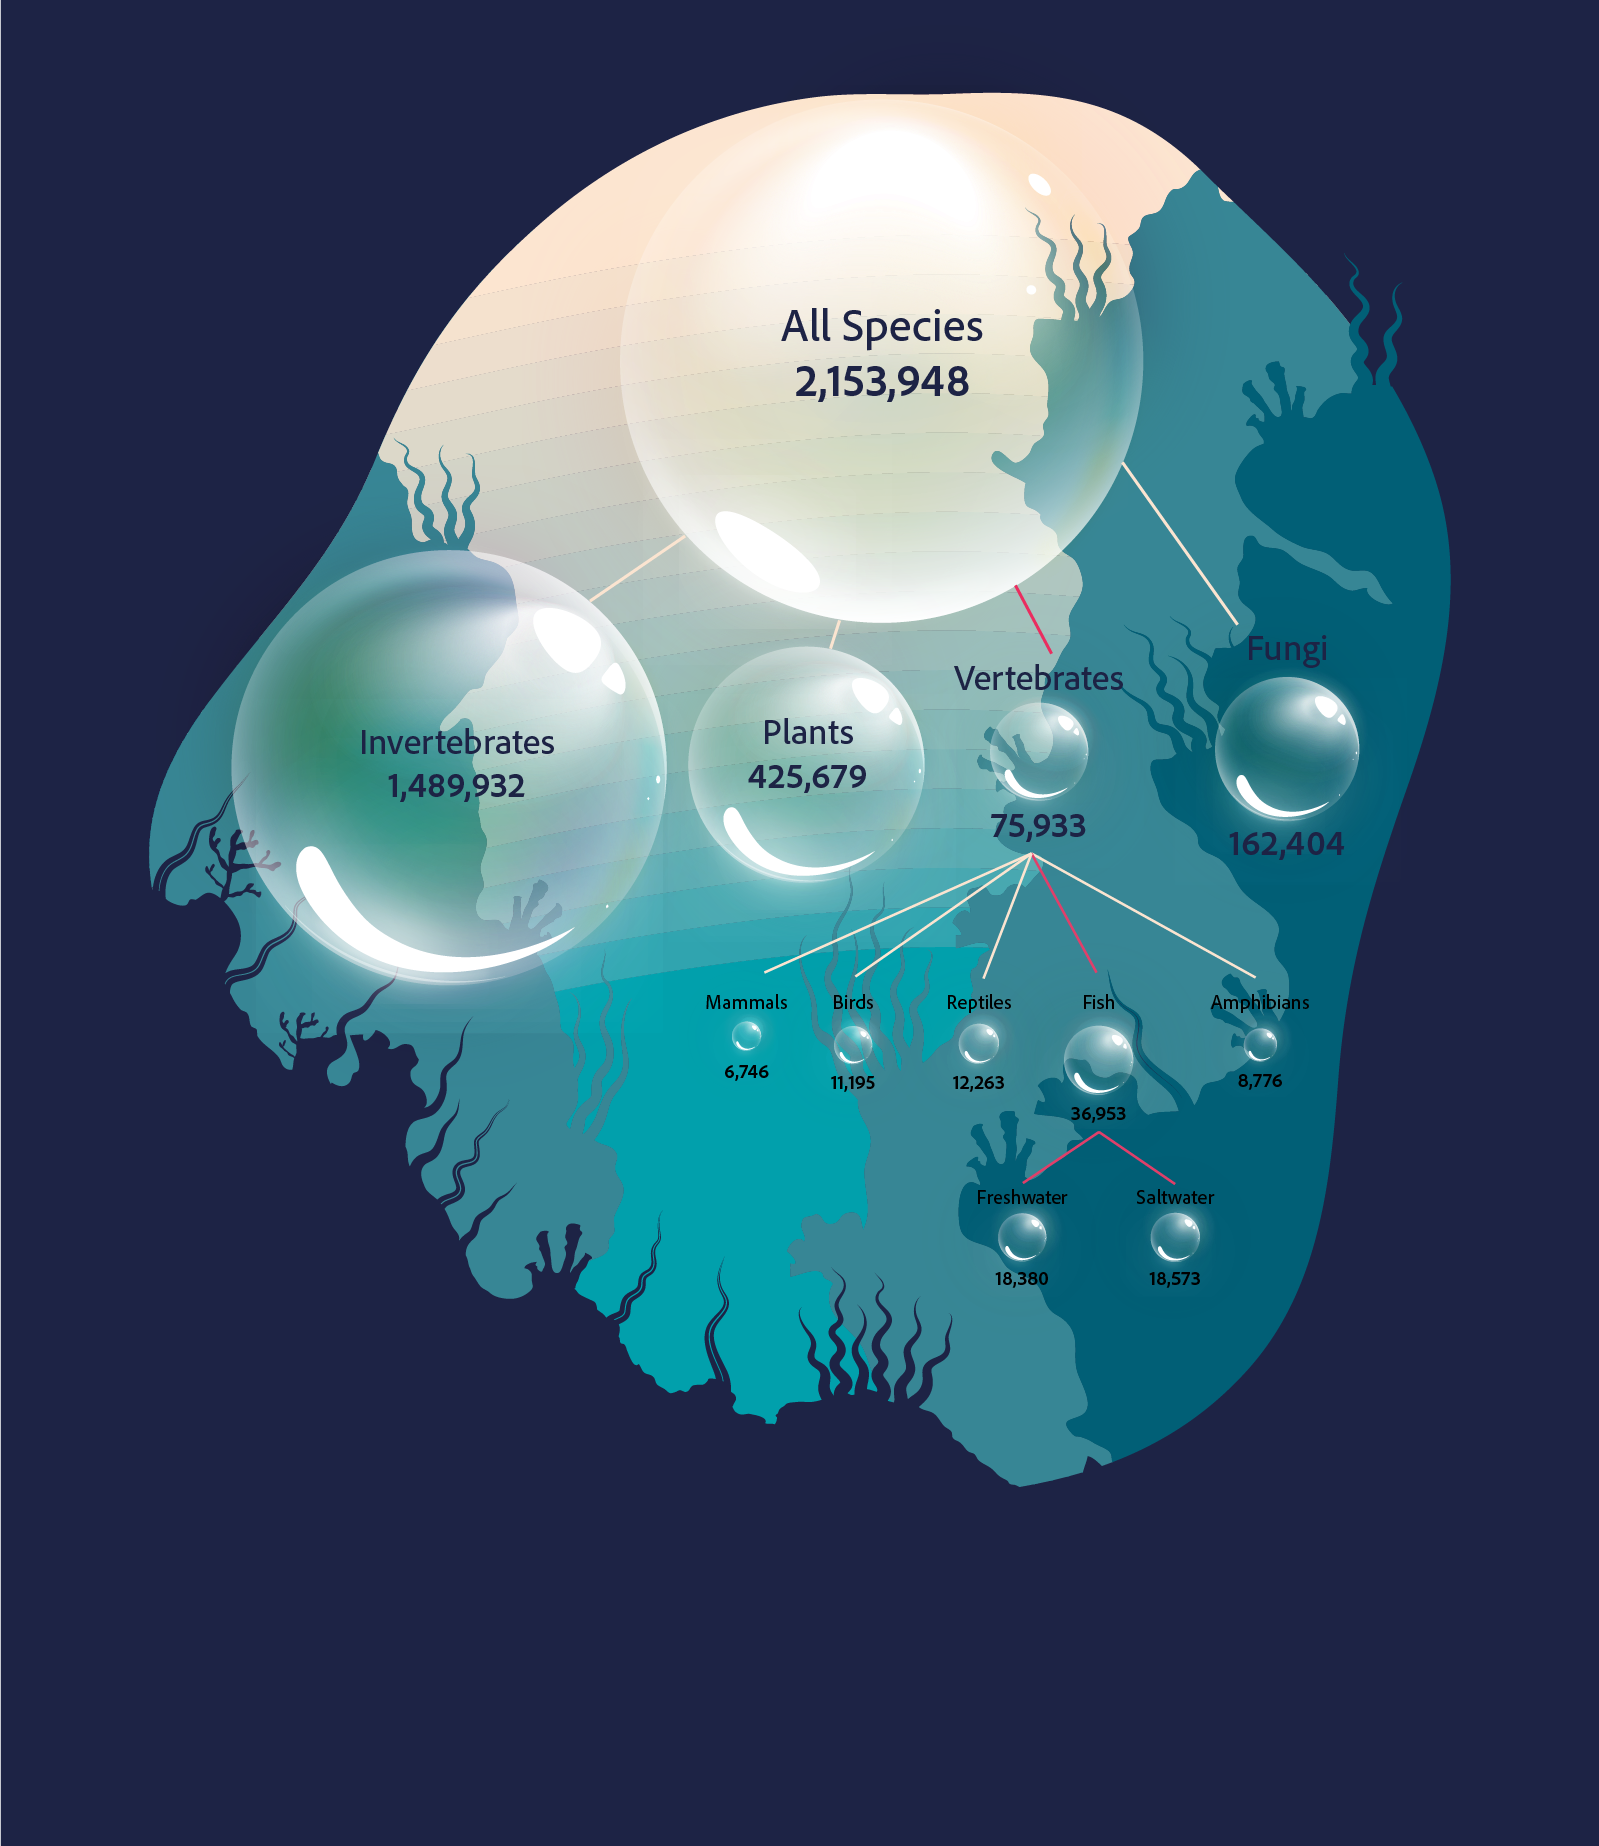 All Species
2,153,948
Invertebrates
1,489,932
Plants
425,679
Vertebrates
75,933
Fungi
162,404
Mammals
6,746
Birds
11,195
Reptiles
12,263
Fish
36,953
Amphibians
8,776
Freshwater
18,380
Saltwater
18,573